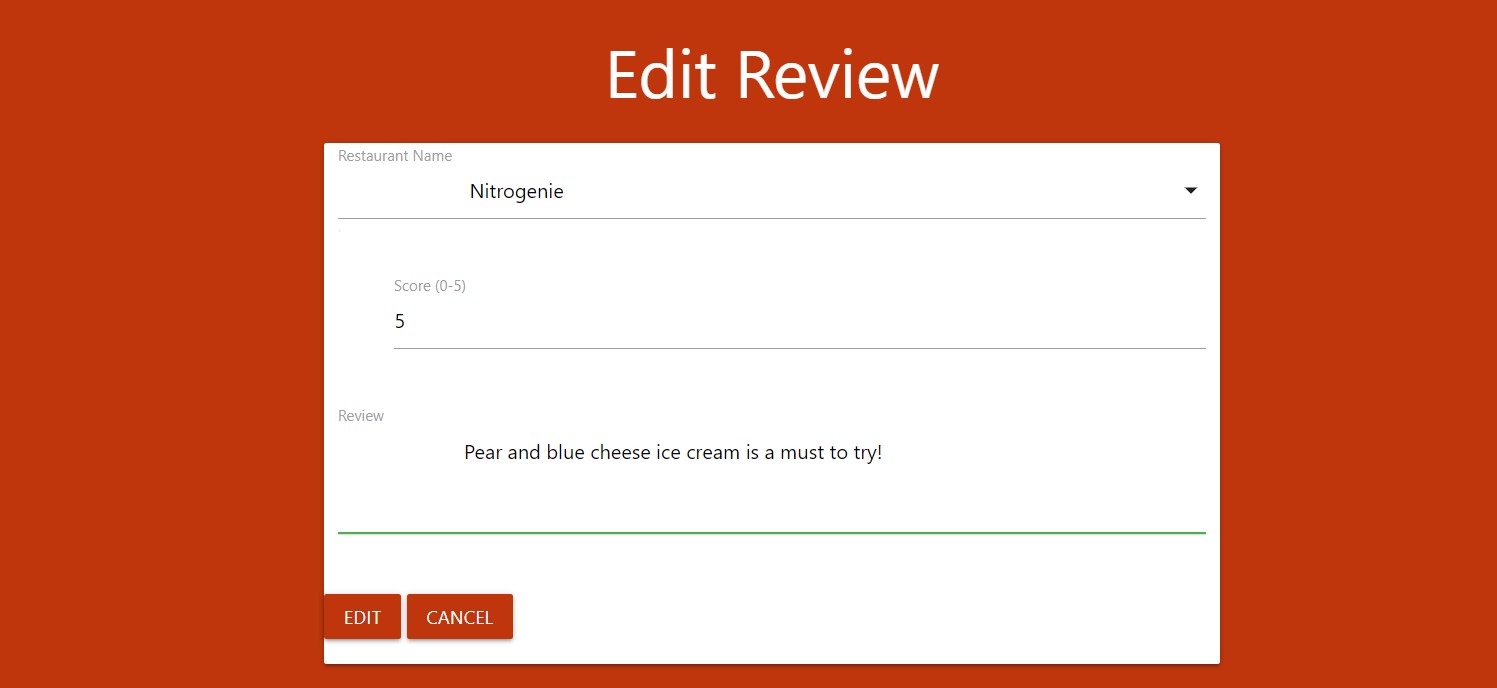 Edit Review
Restaurant Name
Nitrogenie
Score (0-5)
5
Review
Pear and blue cheese ice cream is a must to try!
EDIT CANCEL